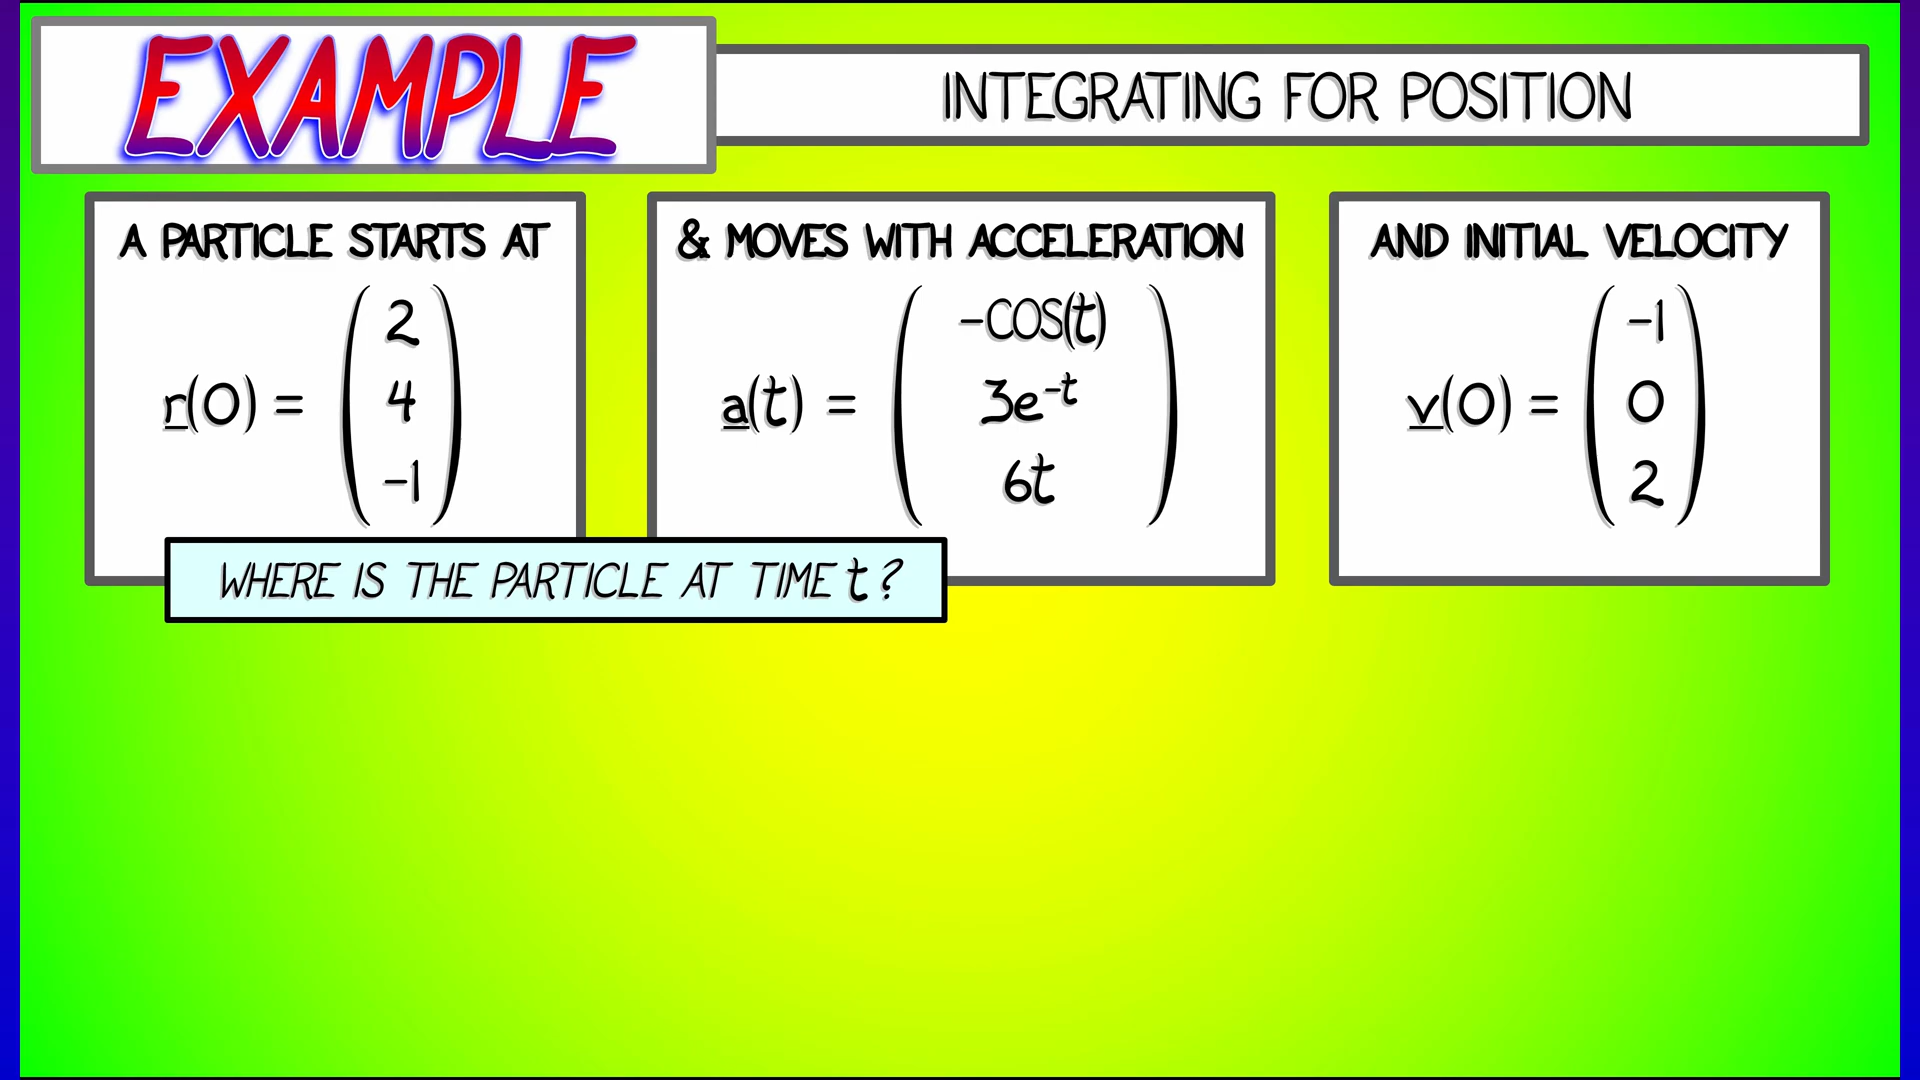 EXAMPLE
INTEGRATING FOR POSITION
A PARTICLE STARTS AT
r(0) = ( 2
4
-1 )
& MOVES WITH ACCELERATION
a(t) = ( -COS(t)
3e^-t
6t )
AND INITIAL VELOCITY
v(0) = ( -1
0
2 )
WHERE IS THE PARTICLE AT TIME t?